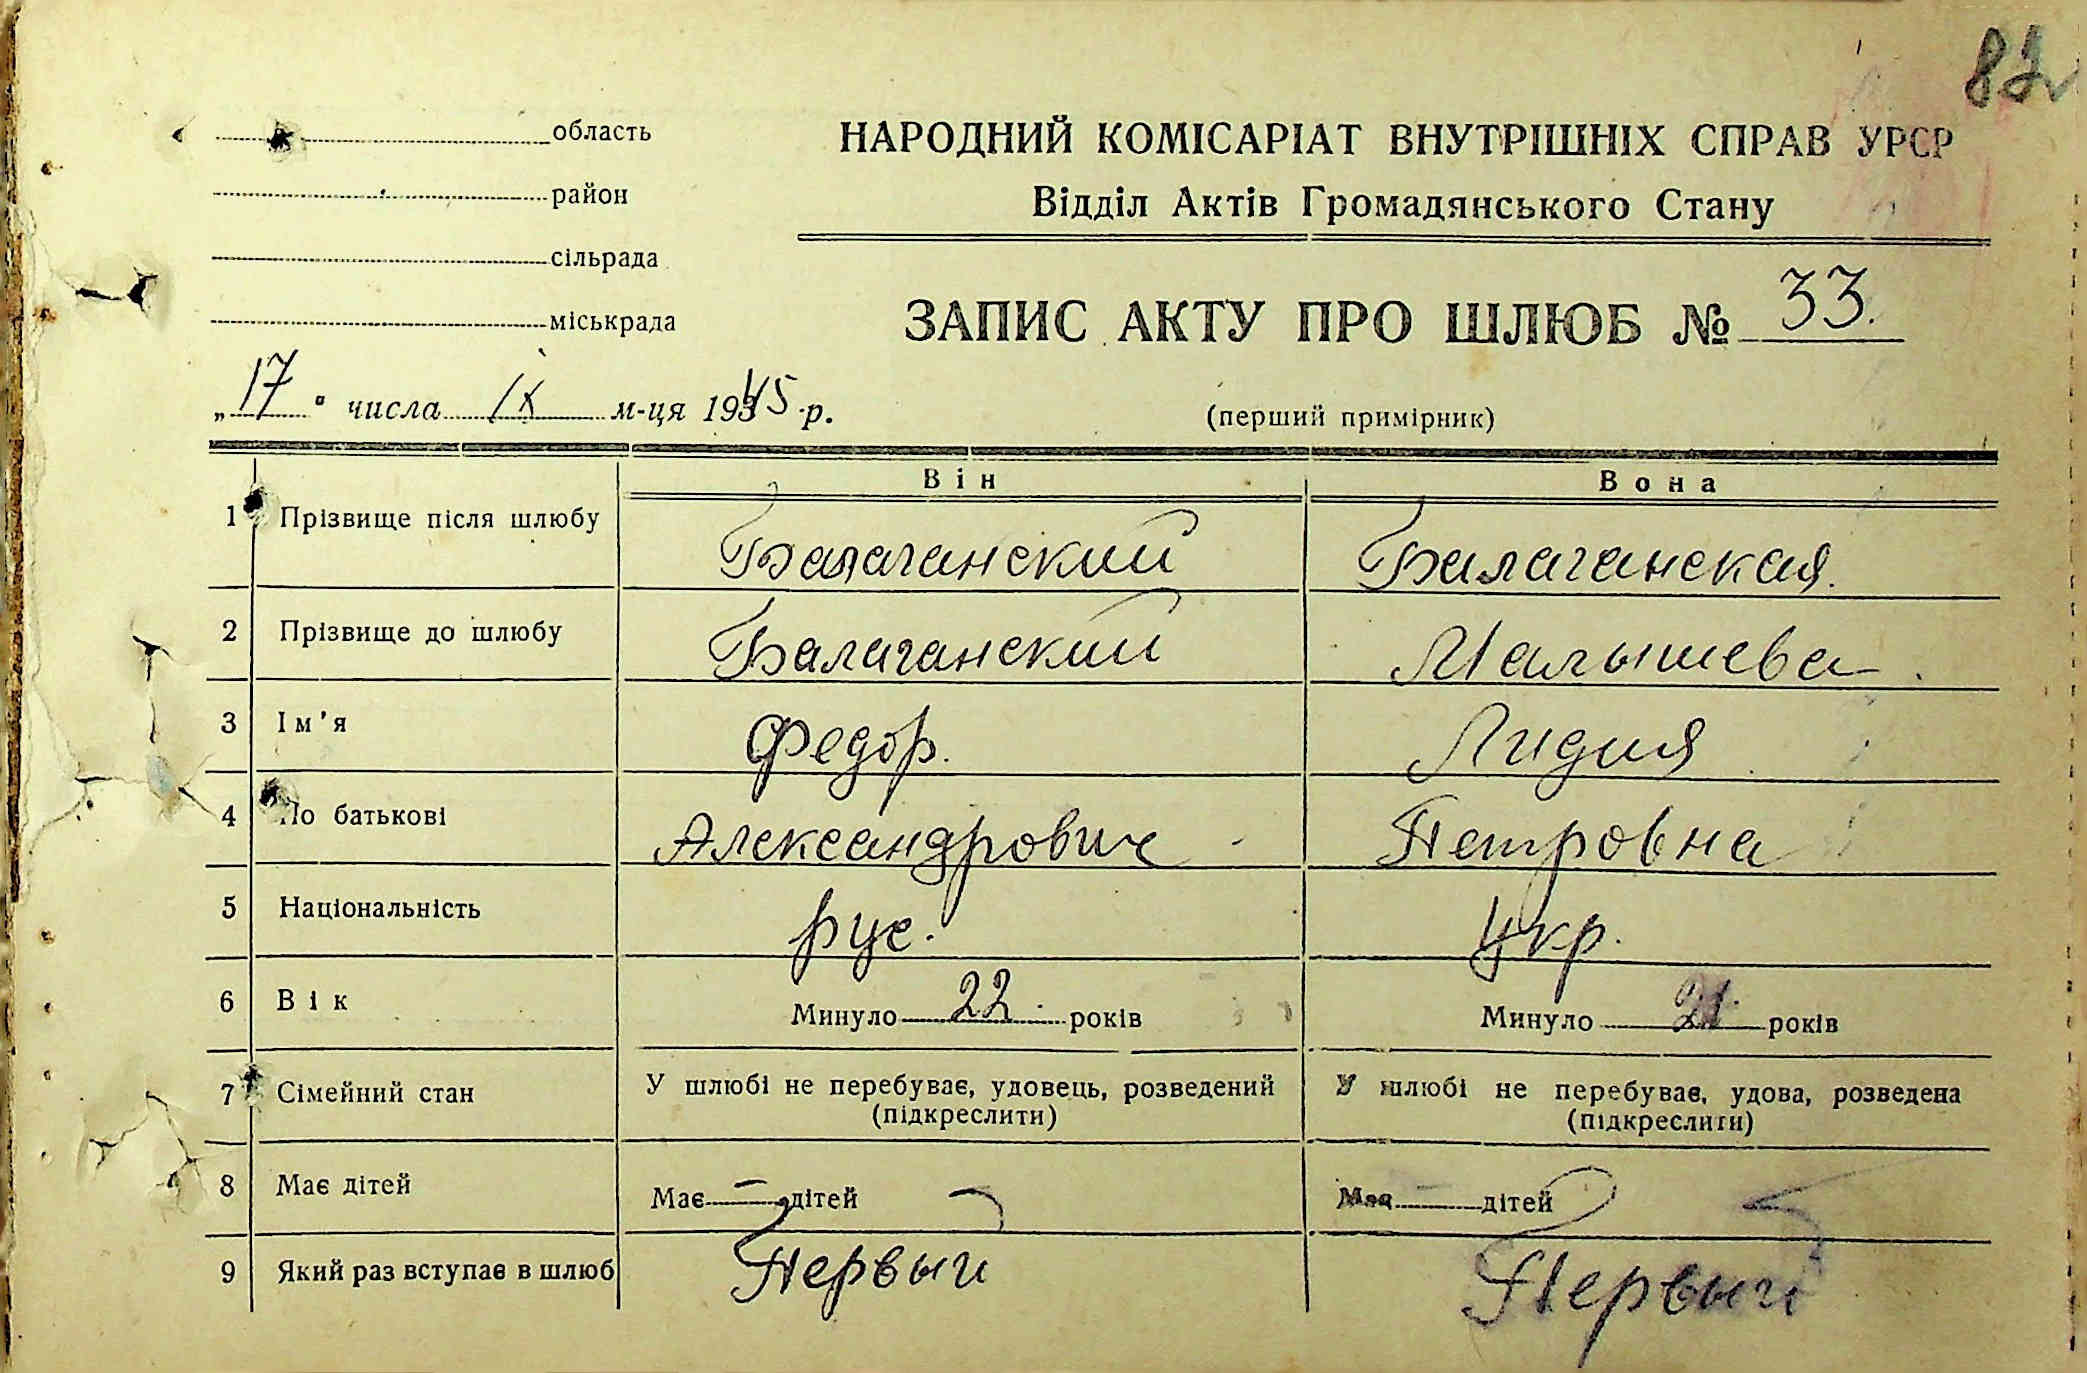 82
область
район
сільрада
міськрада
НАРОДНИЙ КОМІСАРІАТ ВНУТРІШНІХ СПРАВ УРСР
Відділ Актів Громадянського Стану
ЗАПИС АКТУ ПРО ШЛЮБ № 33.
„17" числа IX м-ця 1945 р.
(перший примірник)
Він Вона
1 Прізвище після шлюбу Балаганский Балаганская.
2 Прізвище до шлюбу Балаганский Малышева.
3 Ім'я Федор. Лидия
4 По батькові Александрович Петровна
5 Національність рус. Укр.
6 Вік Минуло 22 років Минуло 21 років
7 Сімейний стан У шлюбі не перебуває, удовець, розведений У шлюбі не перебуває, удова, розведена
(підкреслити) (підкреслити)
8 Має дітей Має — дітей Має — дітей
9 Який раз вступає в шлюб Первый Первый